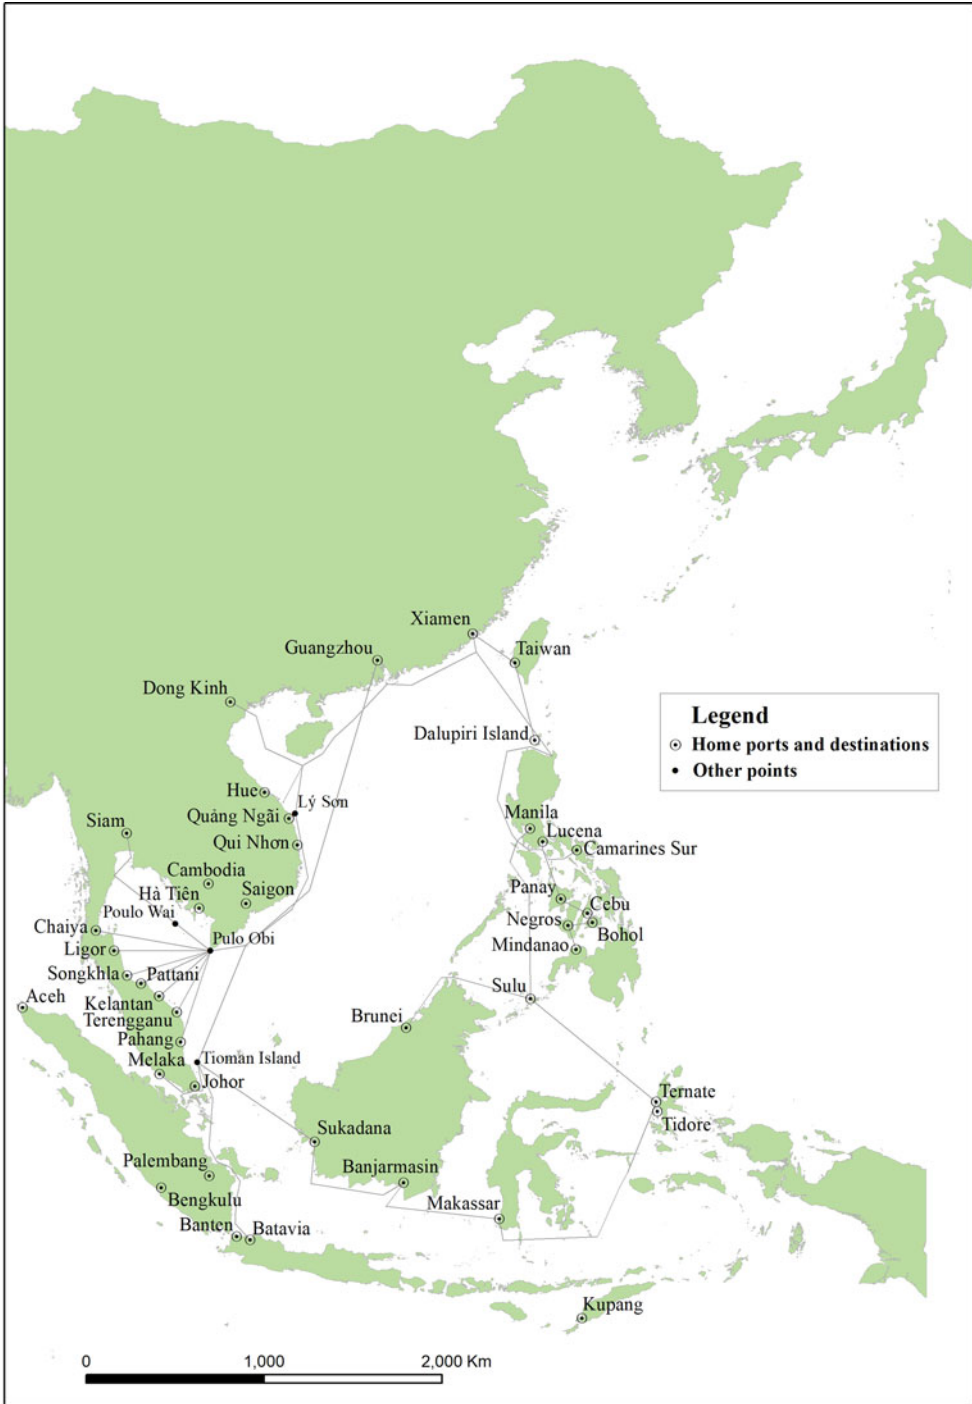 Xiamen
Guangzhou
Taiwan
Dong Kinh
Legend
Home ports and destinations
Other points
Dalupiri Island
Hue
Lý Sơn
Quảng Ngãi
Siam
Manila
Lucena
Qui Nhơn
Camarines Sur
Cambodia
Hà Tiên
Saigon
Panay
Poulo Wai
Cebu
Chaiya
Negros
Bohol
Pulo Obi
Ligor
Mindanao
Songkhla
Pattani
Aceh
Sulu
Kelantan
Terengganu
Brunei
Pahang
Melaka
Tioman Island
Johor
Ternate
Tidore
Sukadana
Palembang
Banjarmasin
Bengkulu
Makassar
Banten
Batavia
Kupang
0 1,000 2,000 Km